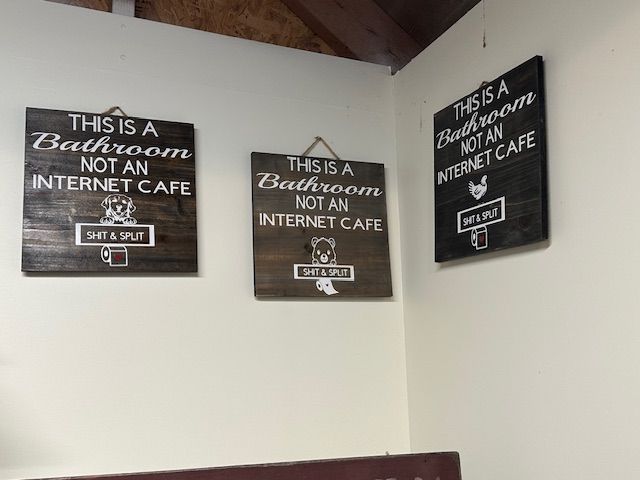 THIS IS A
Bathroom
NOT AN
INTERNET CAFE
SHIT & SPLIT
THIS IS A
Bathroom
NOT AN
INTERNET CAFE
SHIT & SPLIT
THIS IS A
Bathroom
NOT AN
INTERNET CAFE
SHIT & SPLIT